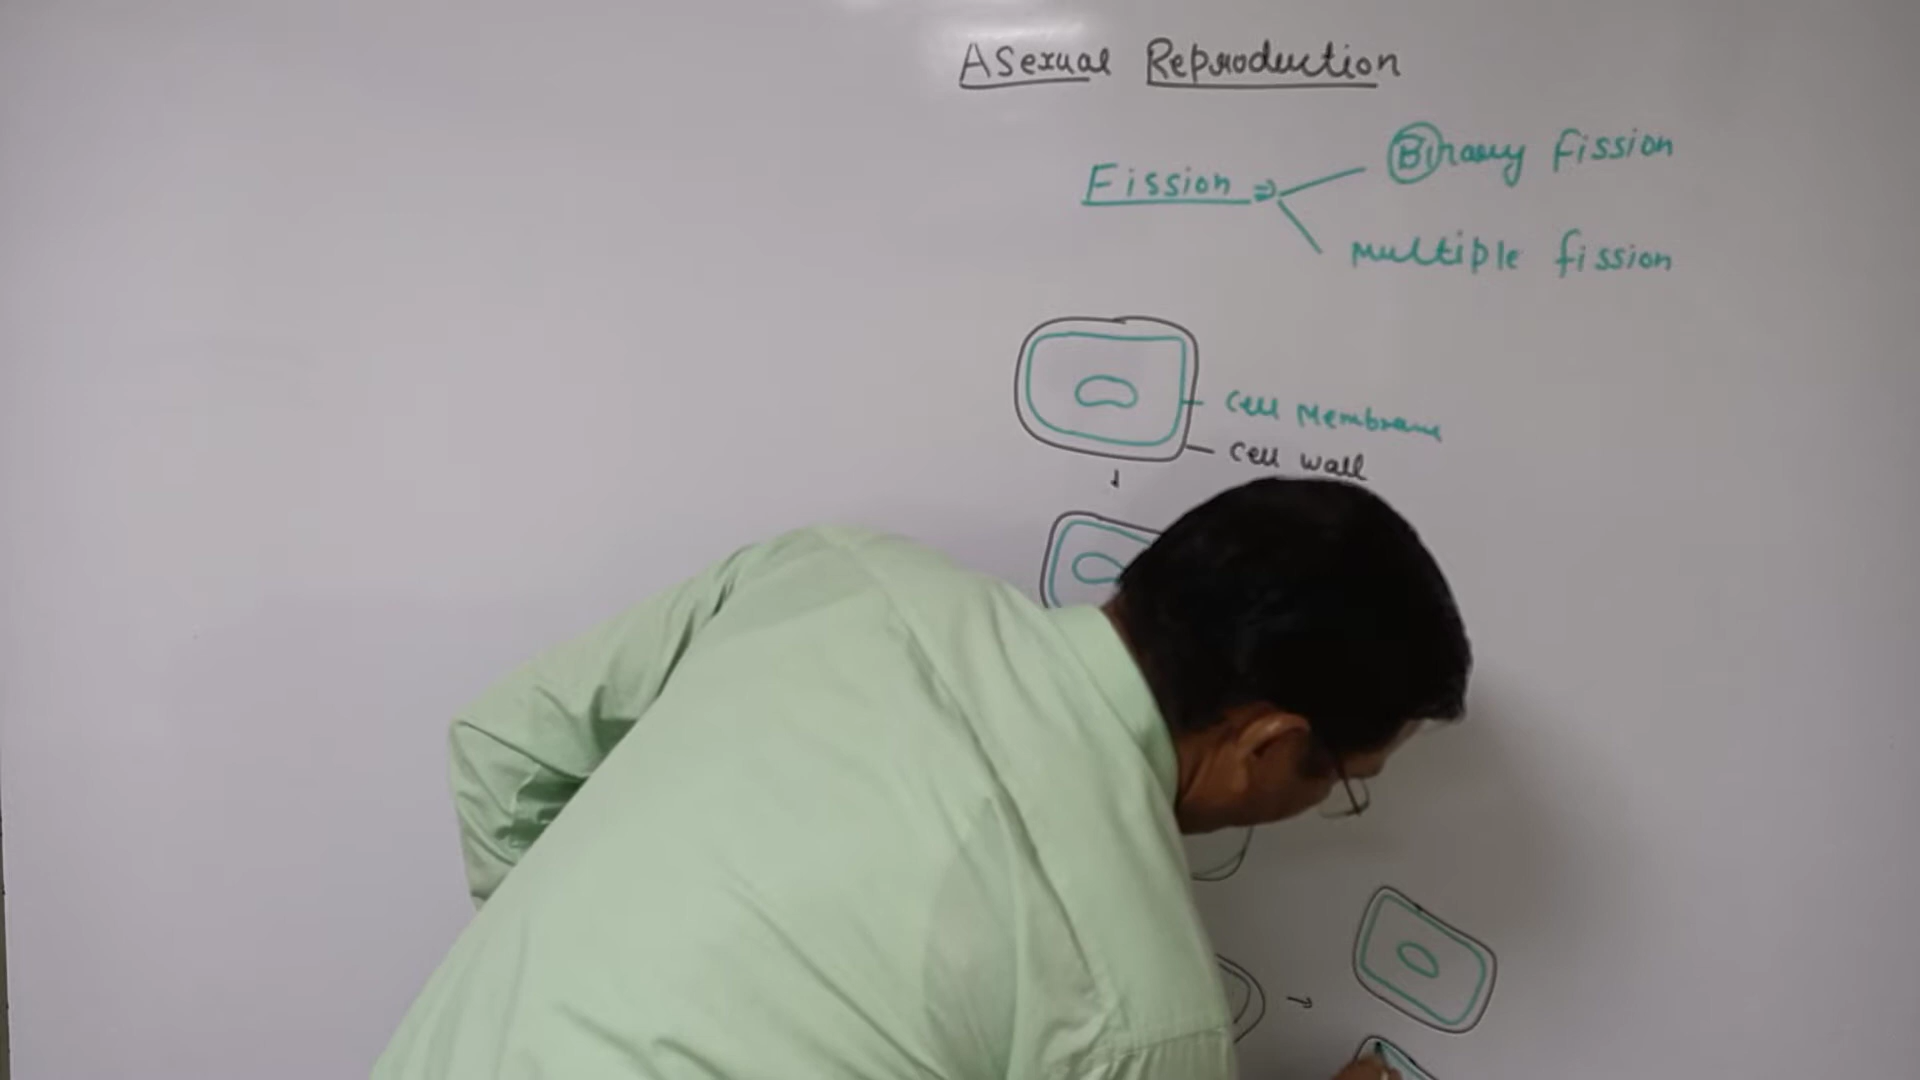 Asexual Reproduction
Binary fission
Fission ⇒
Multiple fission
Cell Membrane
Cell wall